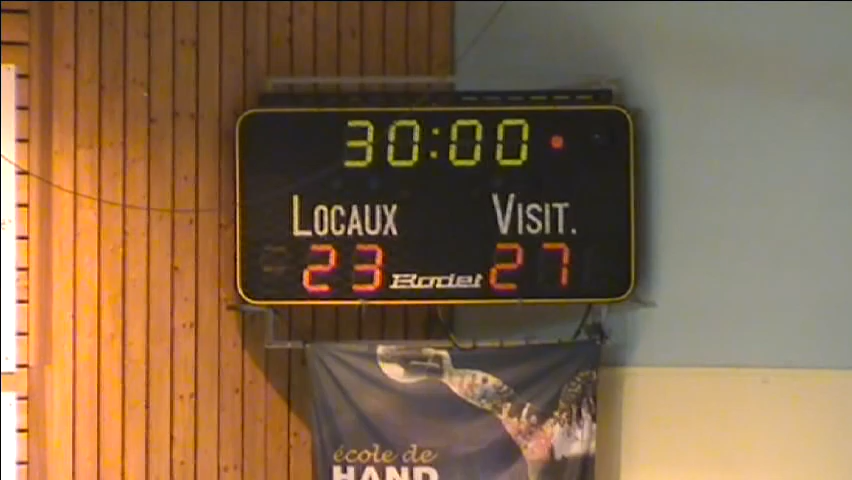 30:00
LOCAUX VISIT.
23 Bodet 27
école de
HAND